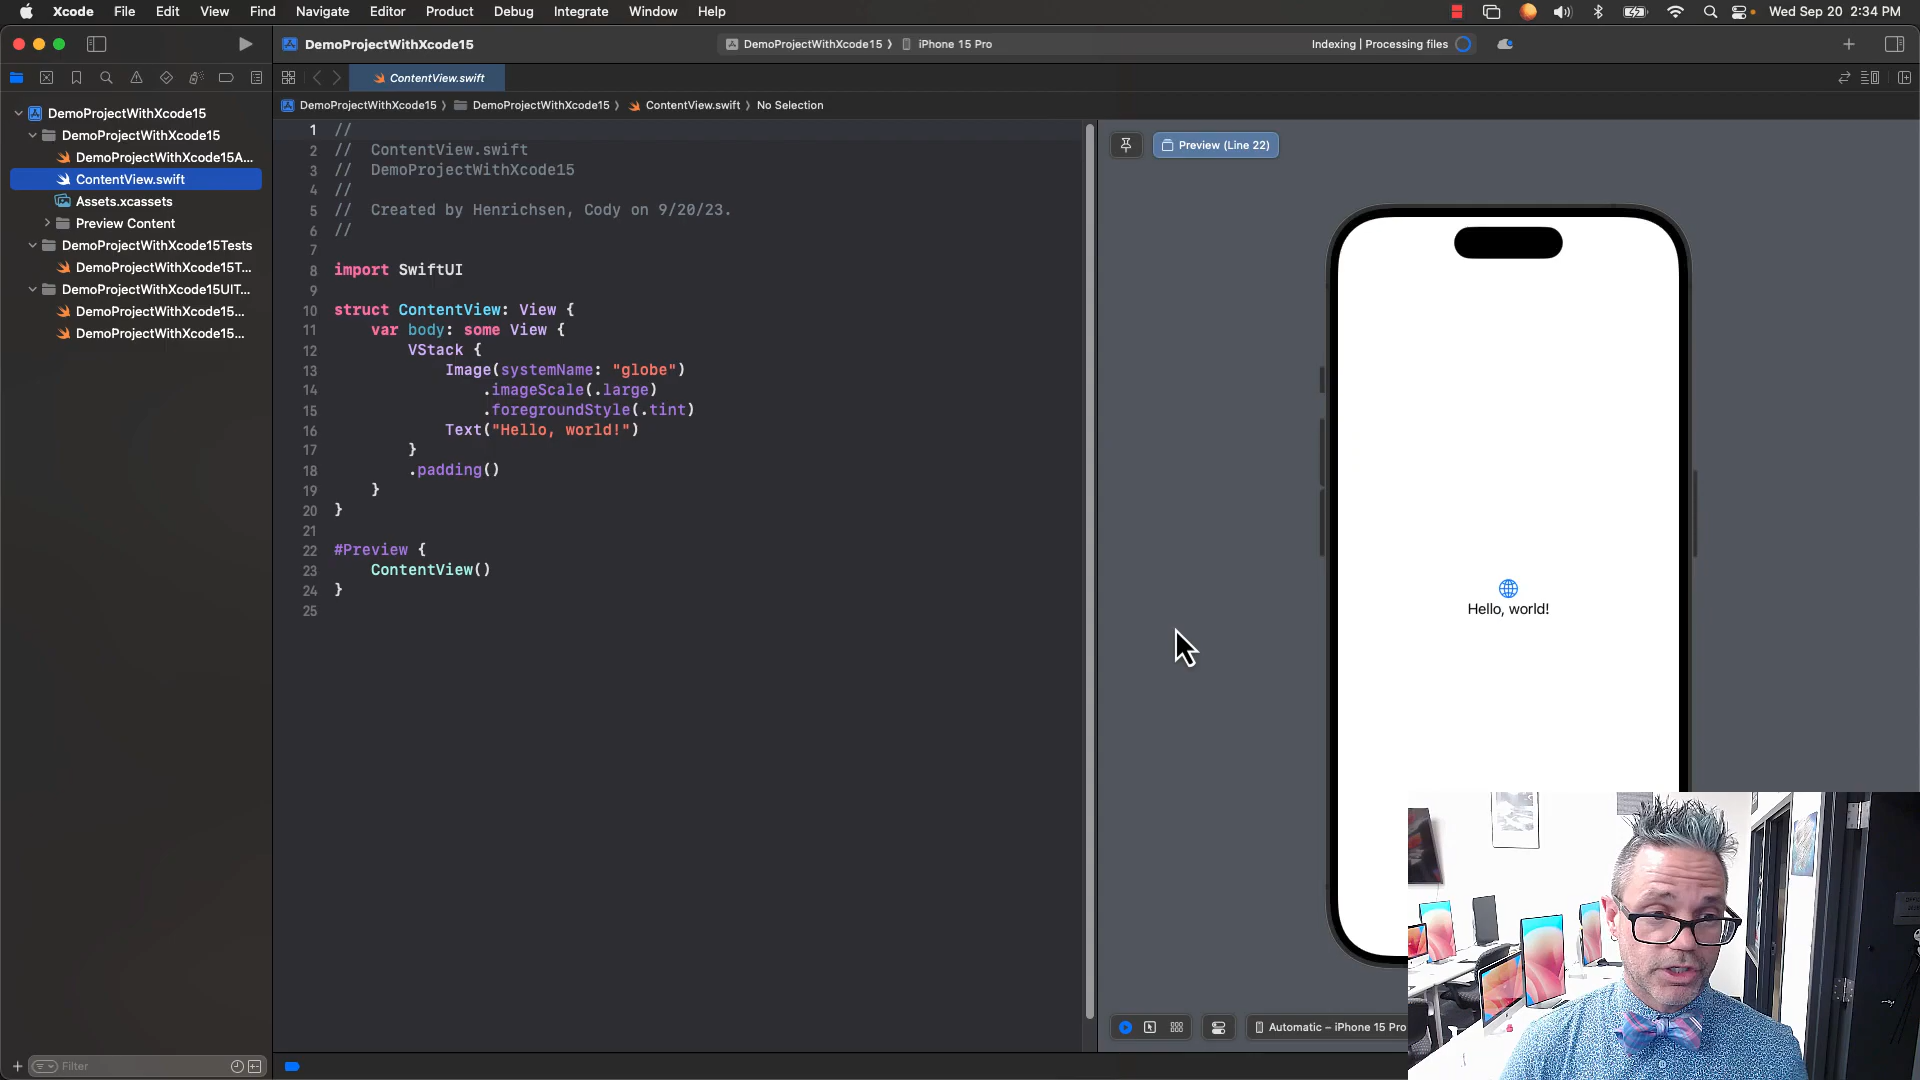 Xcode File Edit View Find Navigate Editor Product Debug Integrate Window Help Wed Sep 20 2:34 PM
DemoProjectWithXcode15 DemoProjectWithXcode15 iPhone 15 Pro Indexing | Processing files
ContentView.swift
DemoProjectWithXcode15 DemoProjectWithXcode15 ContentView.swift No Selection
DemoProjectWithXcode15
DemoProjectWithXcode15
DemoProjectWithXcode15A...
ContentView.swift
Assets.xcassets
Preview Content
DemoProjectWithXcode15Tests
DemoProjectWithXcode15T...
DemoProjectWithXcode15UIT...
DemoProjectWithXcode15...
DemoProjectWithXcode15...
Filter
1 //
2 // ContentView.swift
3 // DemoProjectWithXcode15
4 //
5 // Created by Henrichsen, Cody on 9/20/23.
6 //
7
8 import SwiftUI
9
10 struct ContentView: View {
11 var body: some View {
12 VStack {
13 Image(systemName: "globe")
14 .imageScale(.large)
15 .foregroundStyle(.tint)
16 Text("Hello, world!")
17 }
18 .padding()
19 }
20 }
21
22 #Preview {
23 ContentView()
24 }
25
Preview (Line 22)
Hello, world!
Automatic – iPhone 15 Pro